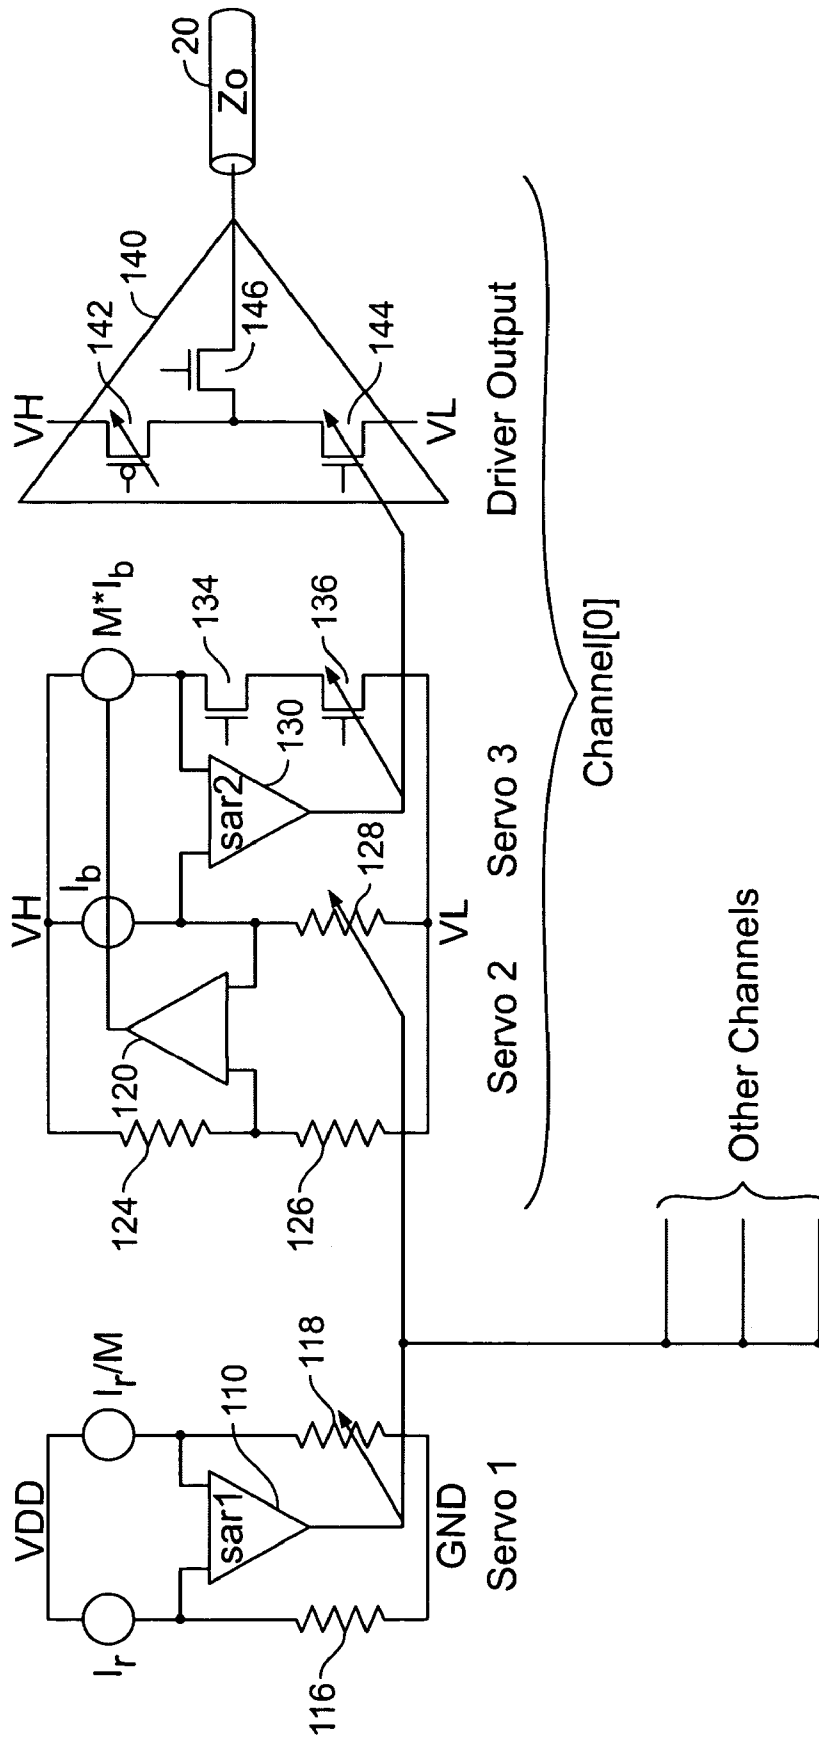 VDD
I_r
I_r/M
sar1
110
116
118
GND
Servo 1
VH
I_b
M*I_b
120
124
126
128
sar2
130
134
136
VL
Servo 2
Servo 3
VH
142
140
146
144
VL
20
Zo
Driver Output
Channel[0]
Other Channels